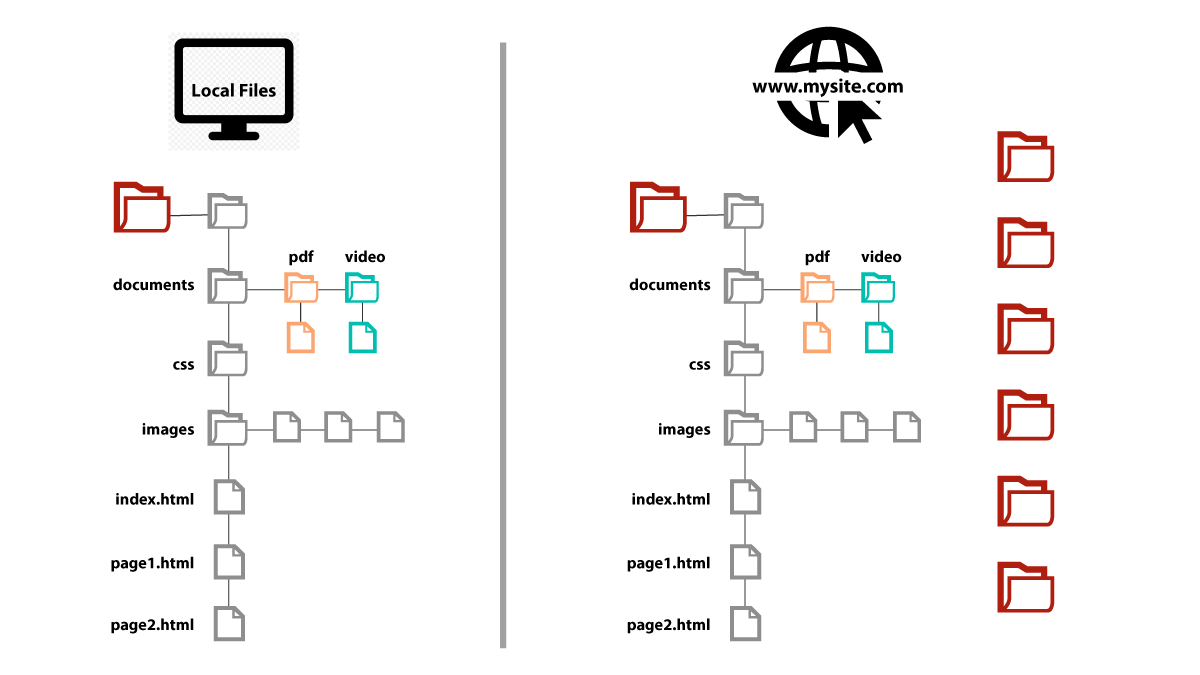 Local Files
pdf video
documents
css
images
index.html
page1.html
page2.html
www.mysite.com
pdf video
documents
css
images
index.html
page1.html
page2.html